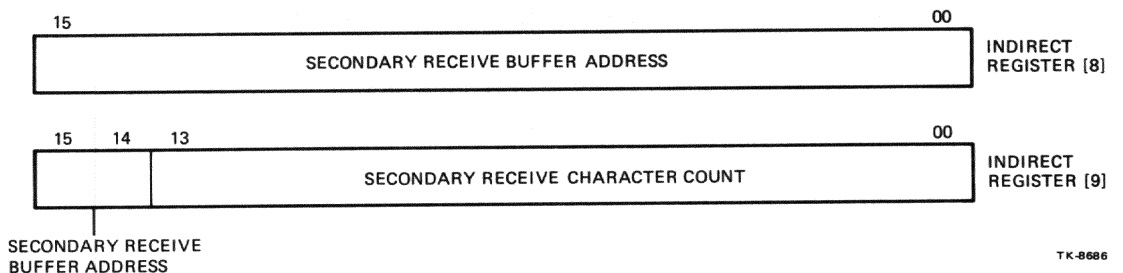 15 00
SECONDARY RECEIVE BUFFER ADDRESS
INDIRECT
REGISTER [8]
15 14 13 00
SECONDARY RECEIVE CHARACTER COUNT
INDIRECT
REGISTER [9]
SECONDARY RECEIVE
BUFFER ADDRESS
TK-8686